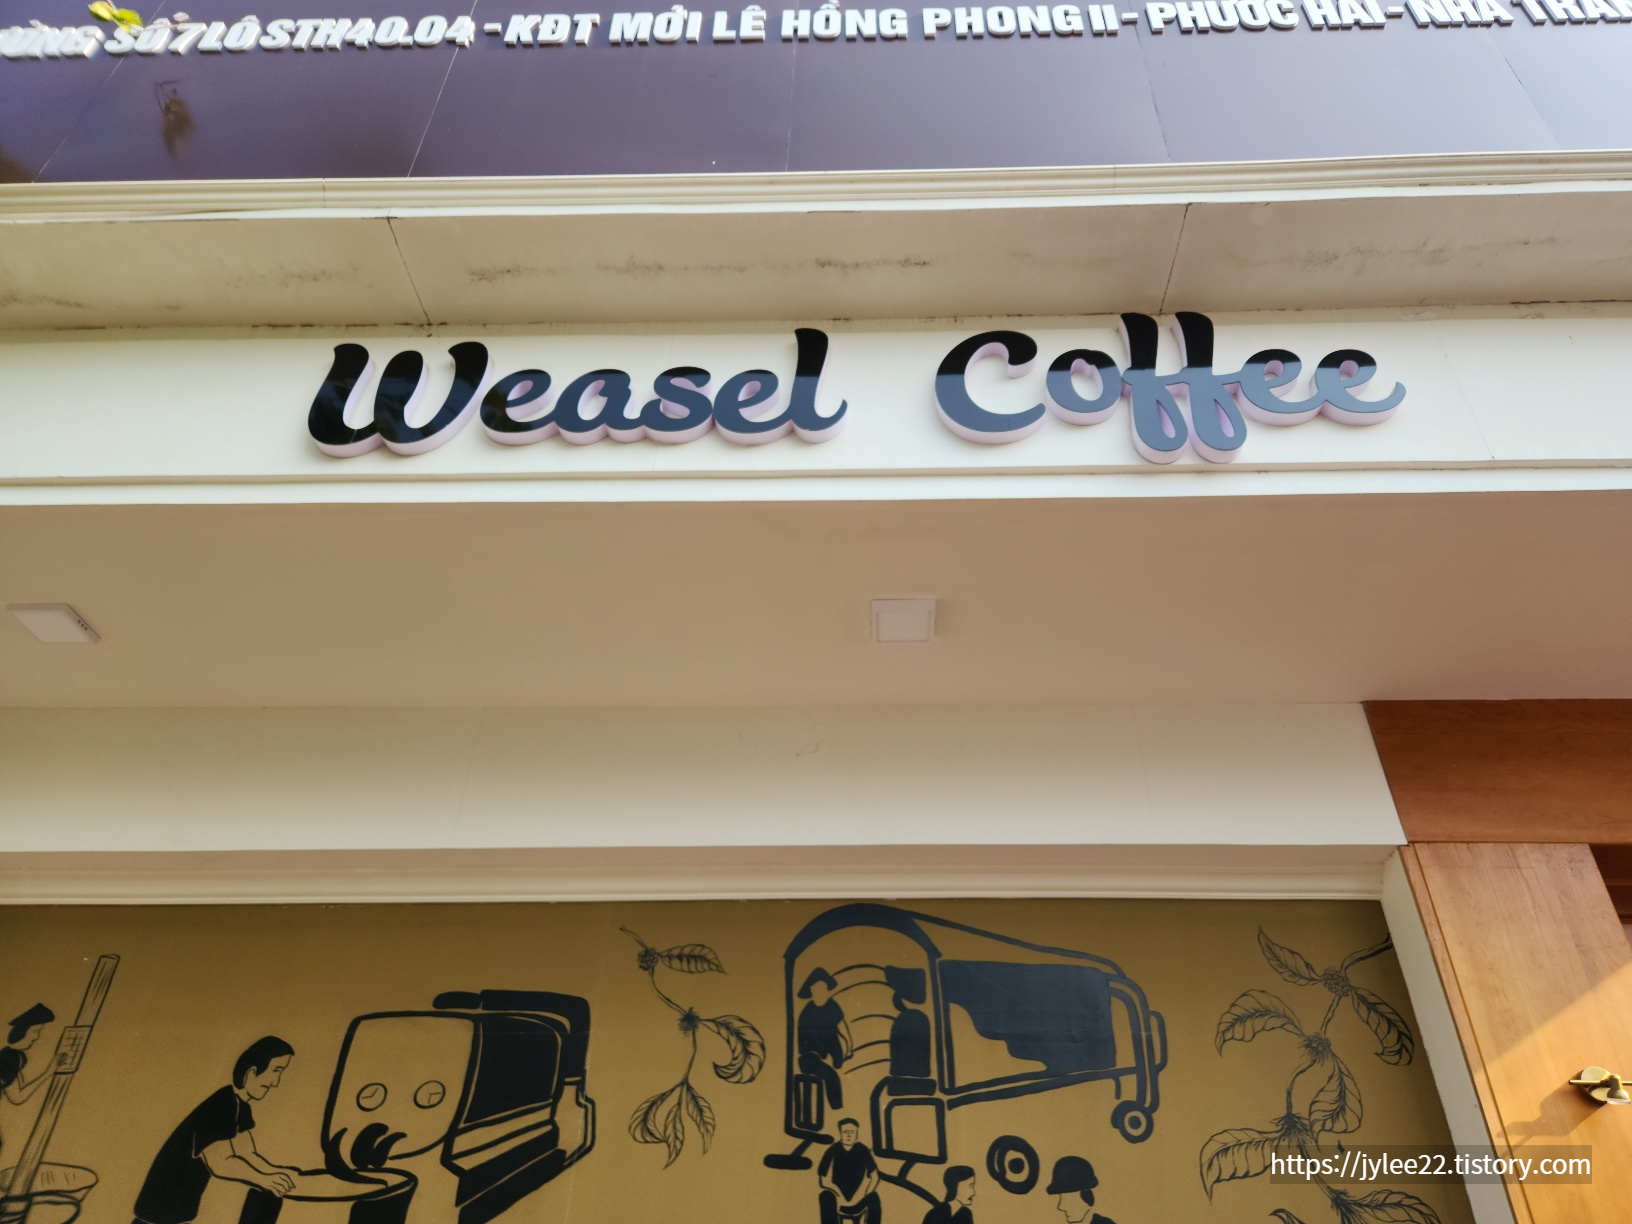 SỐ 7 LÔ STH40.04 - KĐT MỚI LÊ HỒNG PHONG II - PHƯỚC HẢI - NHA
Weasel Coffee
https://jylee22.tistory.com